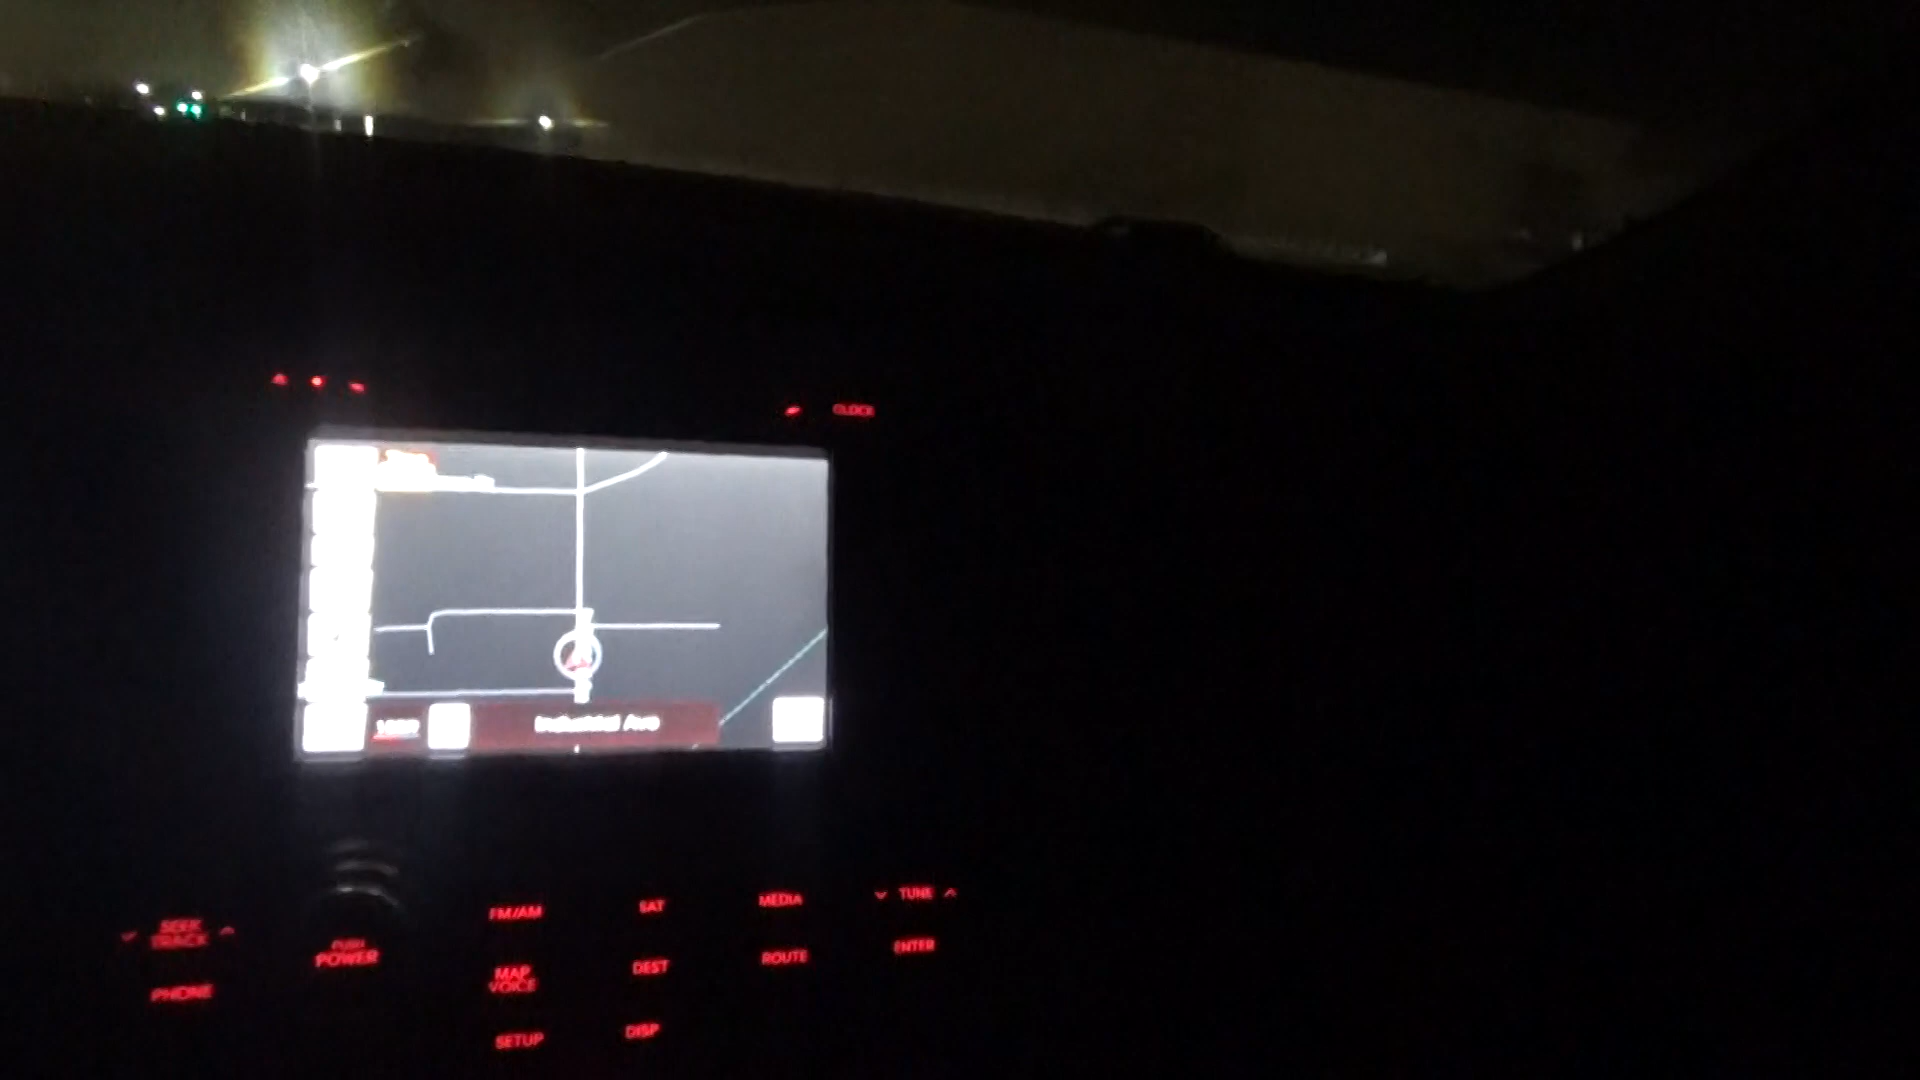 CLOCK
Industrial Ave
SEEK
TRACK
PUSH
POWER
PHONE
FM/AM
SAT
MEDIA
TUNE
MAP
VOICE
DEST
ROUTE
ENTER
SETUP
DISP